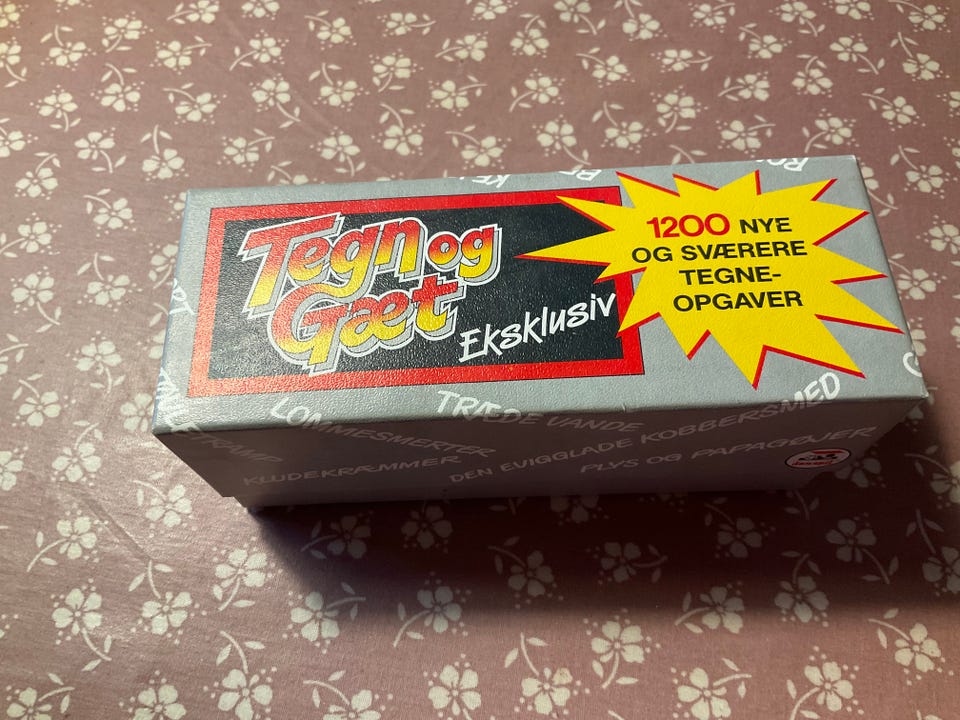 Tegn og
Gæt
Eksklusiv
1200 NYE
OG SVÆRERE
TEGNE-
OPGAVER
LOMMESMERTER
TRÆDE VANDE
KLUDEKRÆMMER
DEN EVIGGLADE KOBBERSMED
PLYS OG PAPAGØJER